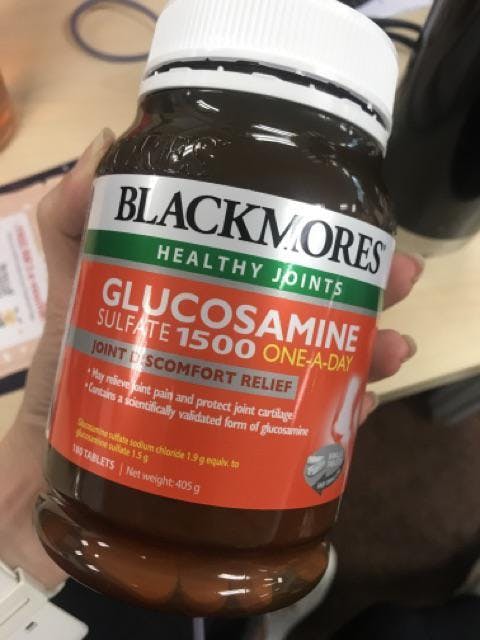 BLACKMORES®
HEALTHY JOINTS
GLUCOSAMINE
SULFATE 1500 ONE-A-DAY
JOINT DISCOMFORT RELIEF
• May relieve joint pain and protect joint cartilage
• Contains a scientifically validated form of glucosamine
Glucosamine sulfate sodium chloride 1.9 g equiv. to
glucosamine sulfate 1.5 g
180 TABLETS | Net weight: 405 g